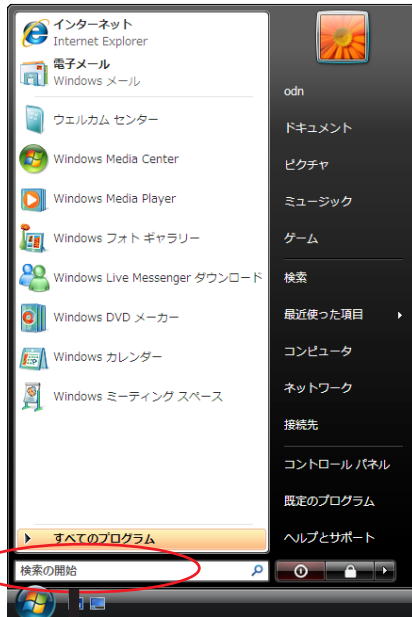 インターネット
Internet Explorer
電子メール
Windows メール
ウェルカム センター
Windows Media Center
Windows Media Player
Windows フォト ギャラリー
Windows Live Messenger ダウンロード
Windows DVD メーカー
Windows カレンダー
Windows ミーティング スペース
すべてのプログラム
検索の開始
odn
ドキュメント
ピクチャ
ミュージック
ゲーム
検索
最近使った項目
コンピュータ
ネットワーク
接続先
コントロール パネル
既定のプログラム
ヘルプとサポート